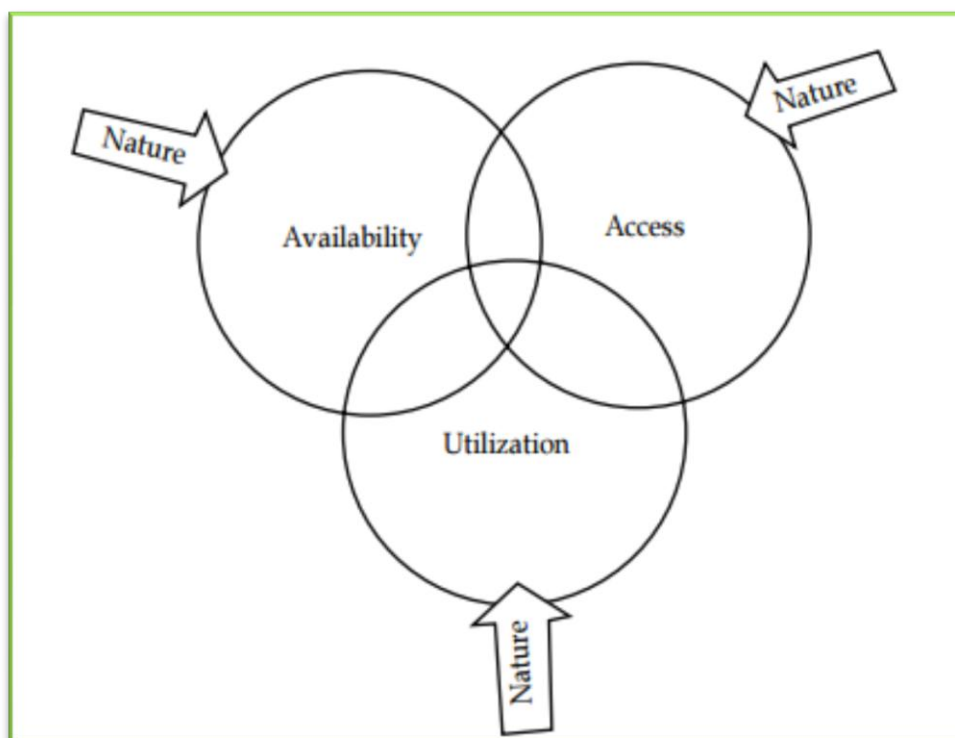 Nature
Nature
Availability
Access
Utilization
Nature